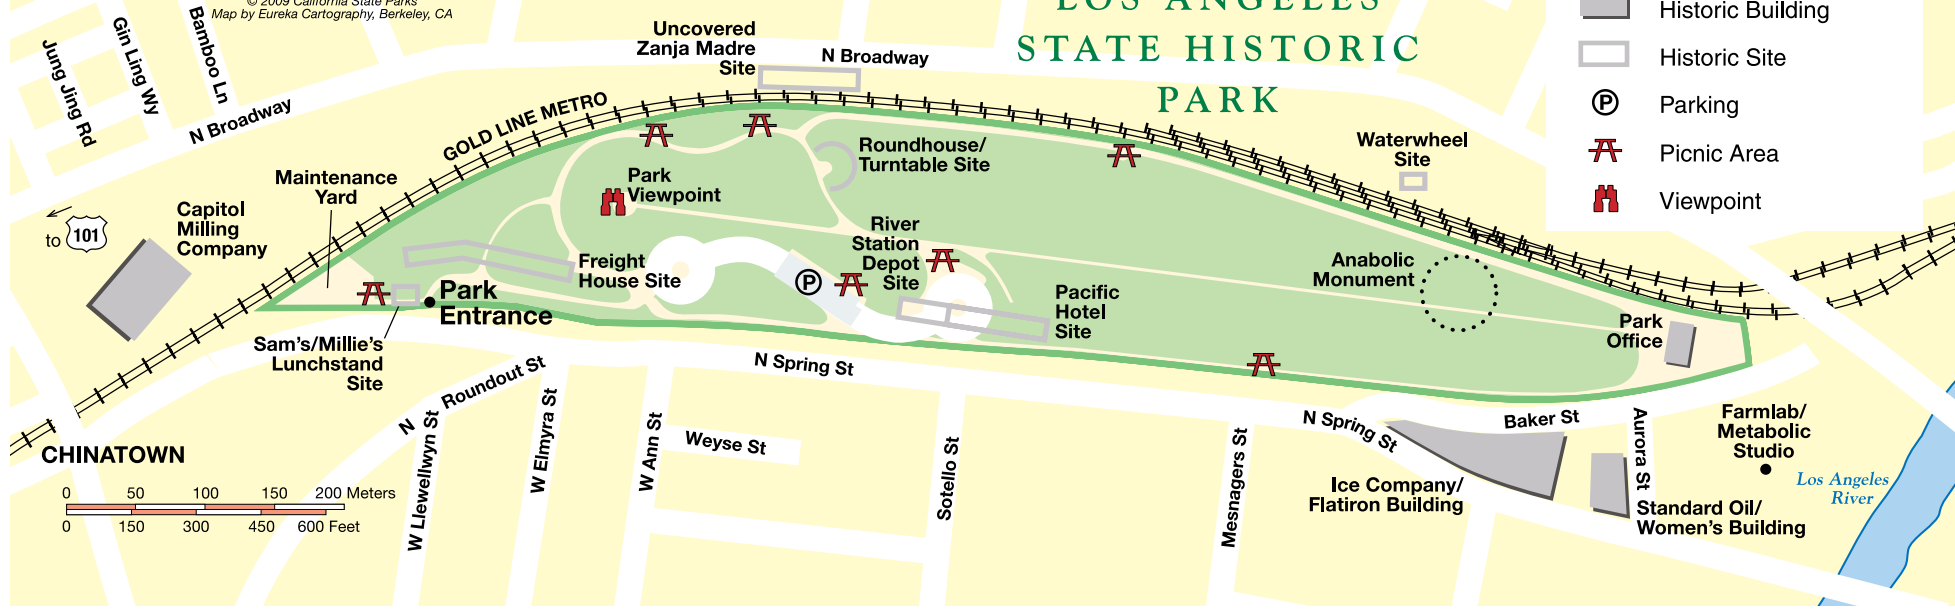 © 2009 California State Parks
Map by Eureka Cartography, Berkeley, CA
LOS ANGELES
STATE HISTORIC
PARK
Historic Building
Historic Site
P
Parking
Picnic Area
Viewpoint
Jung Jing Rd
Gin Ling Wy
Bamboo Ln
N Broadway
GOLD LINE METRO
Uncovered
Zanja Madre
Site
N Broadway
Maintenance
Yard
Capitol
Milling
Company
to 101
Park
Viewpoint
Roundhouse/
Turntable Site
Waterwheel
Site
Freight
House Site
P
River
Station
Depot
Site
Pacific
Hotel
Site
Anabolic
Monument
Park
Office
Park
Entrance
Sam's/Millie's
Lunchstand
Site
N Roundout St
N Spring St
N Spring St
Baker St
W Llewellwyn St
W Elmyra St
W Ann St
Weyse St
Sotello St
Mesnagers St
Aurora St
Farmlab/
Metabolic
Studio
Los Angeles
River
Ice Company/
Flatiron Building
Standard Oil/
Women's Building
CHINATOWN
0 50 100 150 200 Meters
0 150 300 450 600 Feet